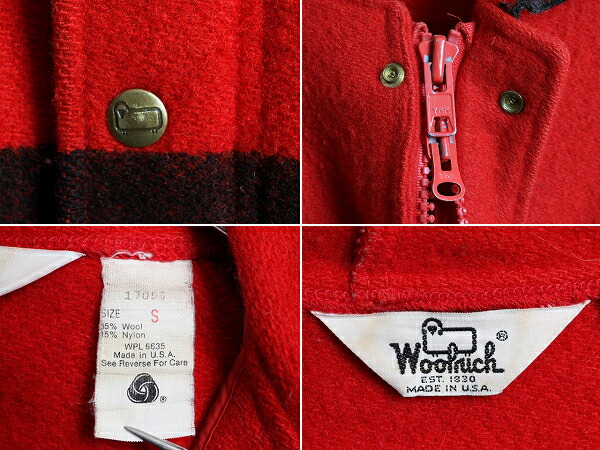 YKK
17059
SIZE S
85% Wool
15% Nylon
WPL 6635
Made in U.S.A.
See Reverse For Care
®
Woolrich®
EST. 1830
MADE IN U.S.A.